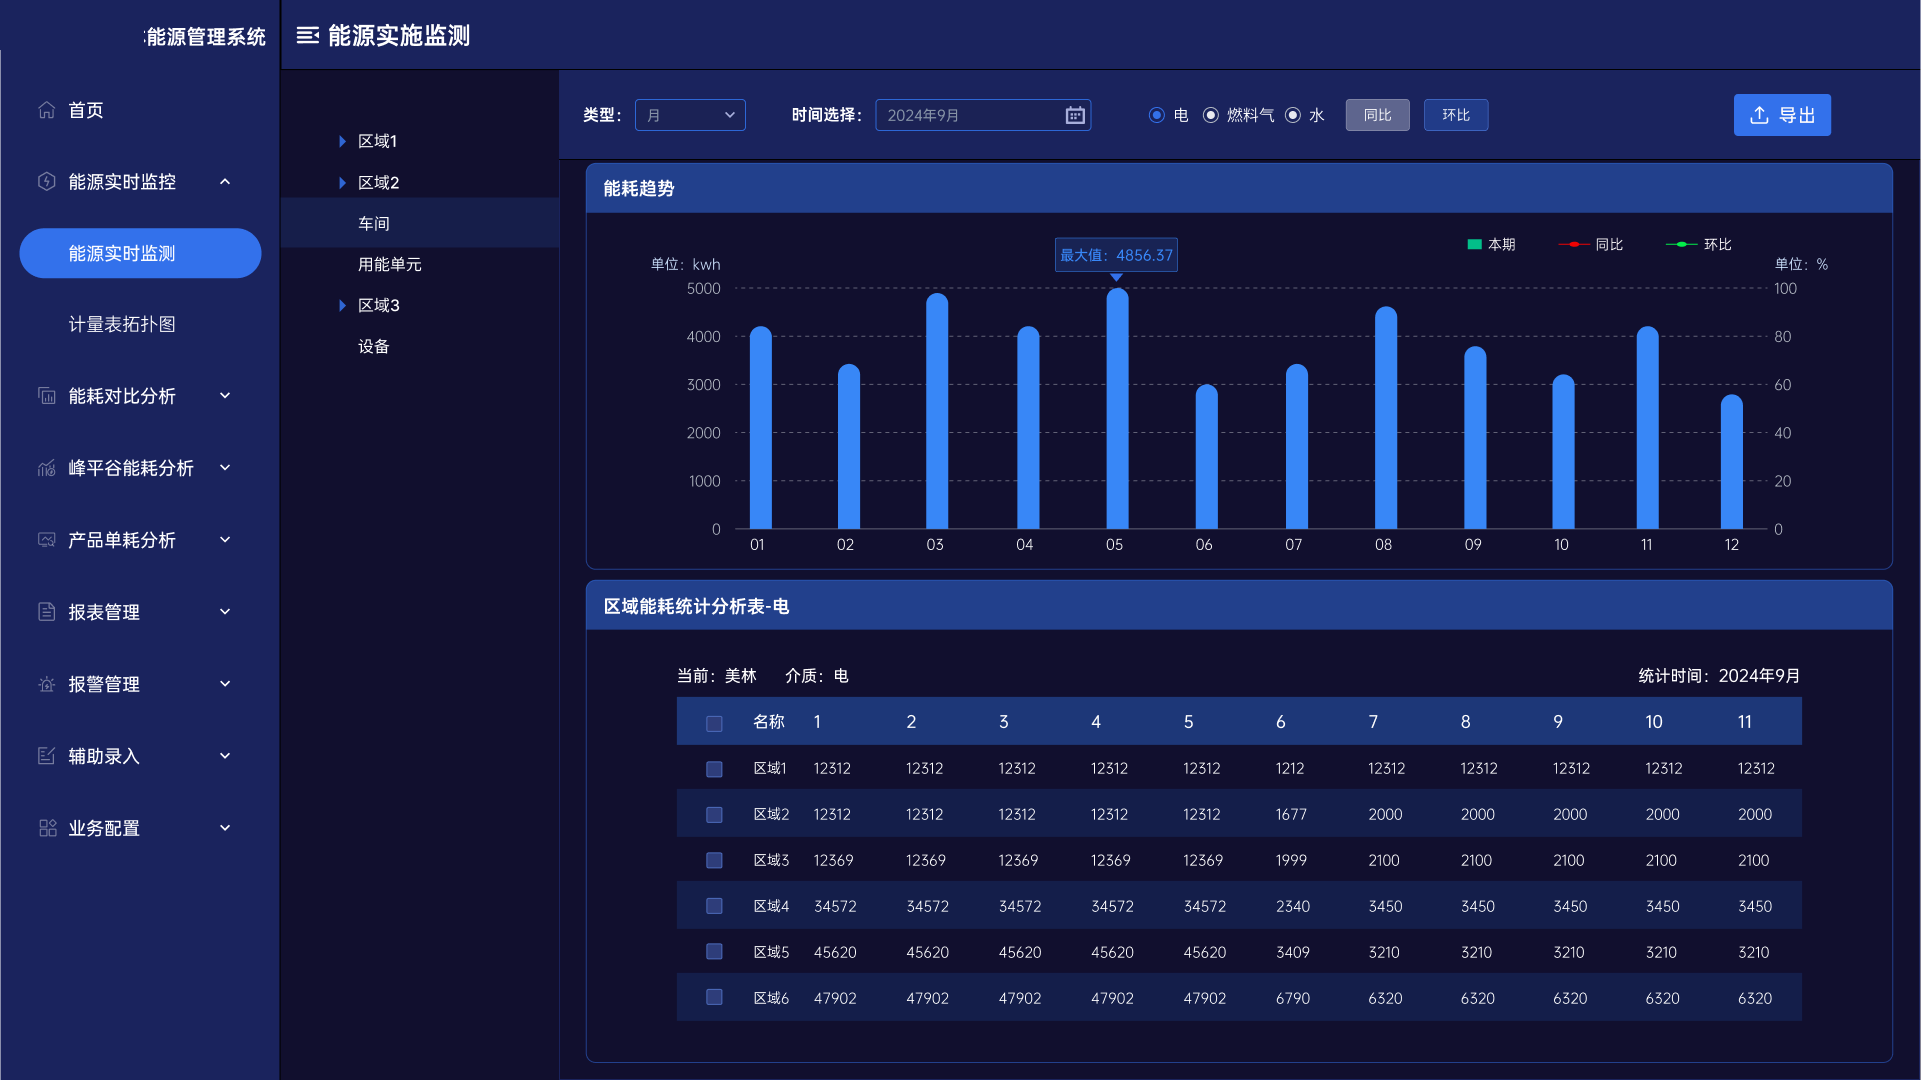 能源管理系统
能源实施监测
首页
能源实时监控
能源实时监测
计量表拓扑图
能耗对比分析
峰平谷能耗分析
产品单耗分析
报表管理
报警管理
辅助录入
业务配置
区域1
区域2
车间
用能单元
区域3
设备
类型： 月 时间选择： 2024年9月 电 燃料气 水 同比 环比 导出
能耗趋势
本期 同比 环比
单位：kwh 最大值：4856.37 单位：%
5000 100
4000 80
3000 60
2000 40
1000 20
0 0
01 02 03 04 05 06 07 08 09 10 11 12
区域能耗统计分析表-电
当前：美林 介质：电 统计时间：2024年9月
名称 1 2 3 4 5 6 7 8 9 10 11
区域1 12312 12312 12312 12312 12312 1212 12312 12312 12312 12312 12312
区域2 12312 12312 12312 12312 12312 1677 2000 2000 2000 2000 2000
区域3 12369 12369 12369 12369 12369 1999 2100 2100 2100 2100 2100
区域4 34572 34572 34572 34572 34572 2340 3450 3450 3450 3450 3450
区域5 45620 45620 45620 45620 45620 3409 3210 3210 3210 3210 3210
区域6 47902 47902 47902 47902 47902 6790 6320 6320 6320 6320 6320